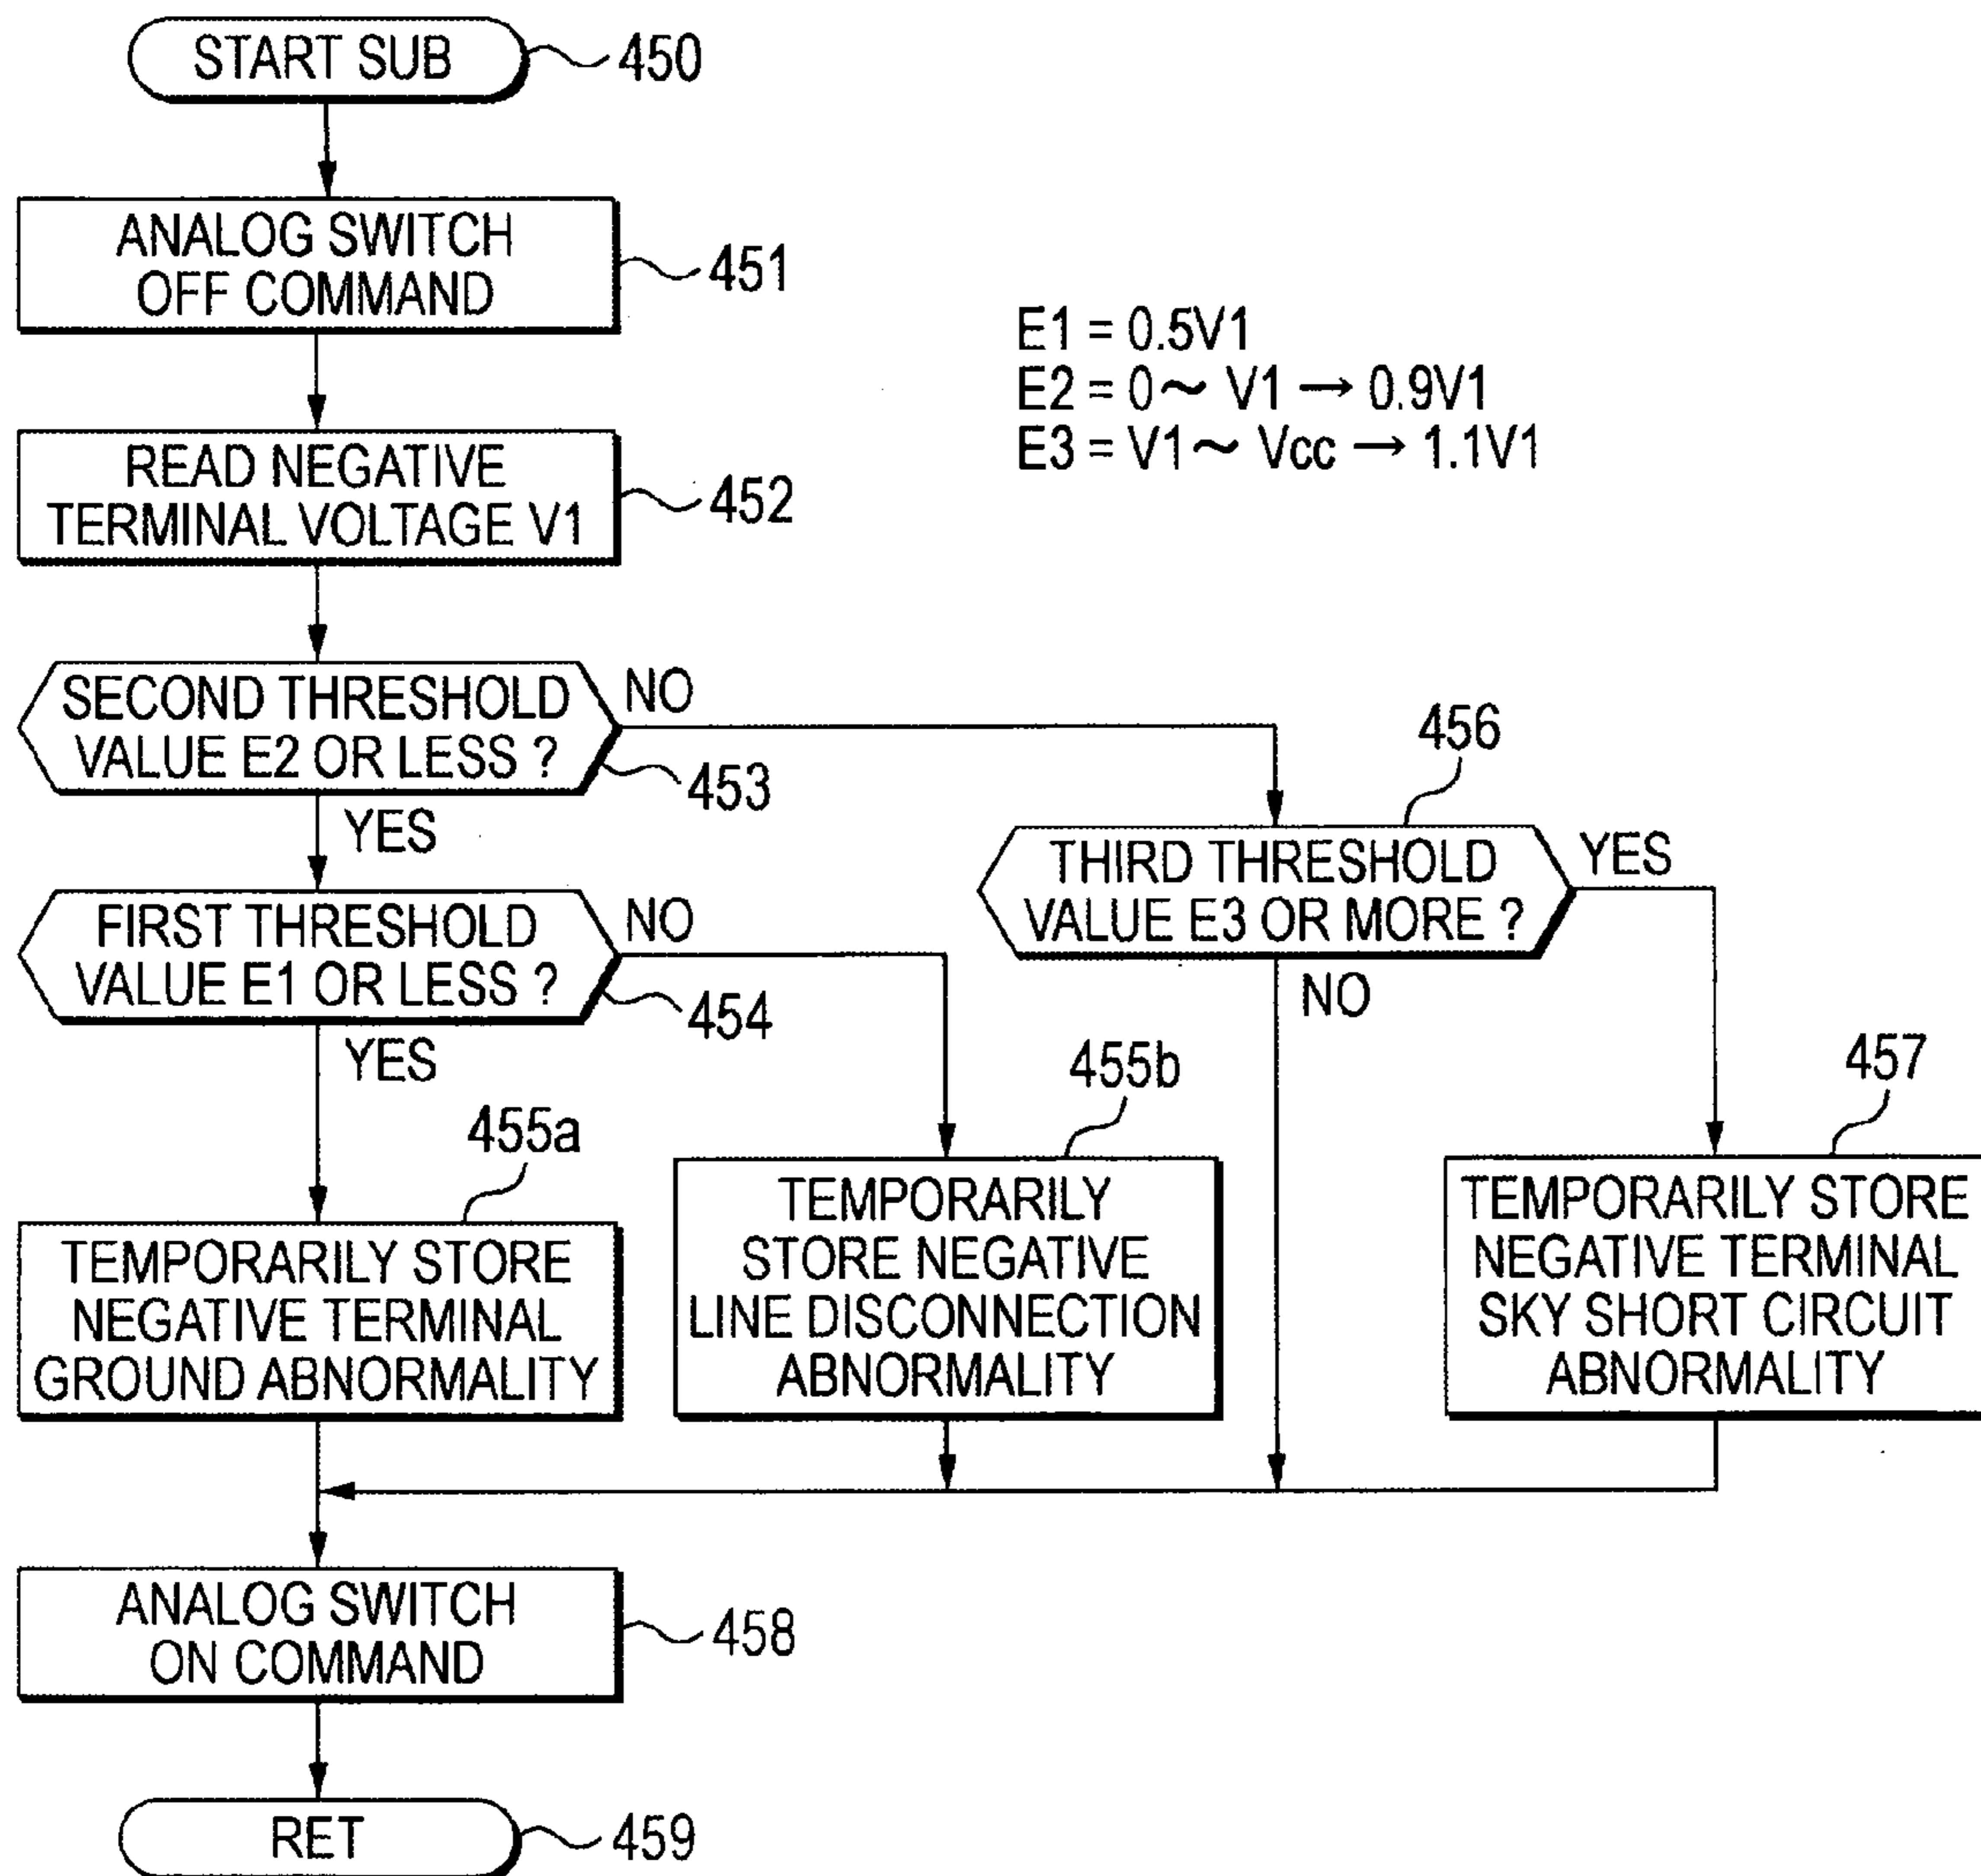 START SUB
450
ANALOG SWITCH
OFF COMMAND
451
E1 = 0.5V1
E2 = 0 ~ V1 → 0.9V1
E3 = V1 ~ Vcc → 1.1V1
READ NEGATIVE
TERMINAL VOLTAGE V1
452
SECOND THRESHOLD
VALUE E2 OR LESS ?
NO
453
YES
456
THIRD THRESHOLD
VALUE E3 OR MORE ?
YES
NO
FIRST THRESHOLD
VALUE E1 OR LESS ?
NO
454
YES
455a
TEMPORARILY STORE
NEGATIVE TERMINAL
GROUND ABNORMALITY
455b
TEMPORARILY
STORE NEGATIVE
LINE DISCONNECTION
ABNORMALITY
457
TEMPORARILY STORE
NEGATIVE TERMINAL
SKY SHORT CIRCUIT
ABNORMALITY
ANALOG SWITCH
ON COMMAND
458
RET
459